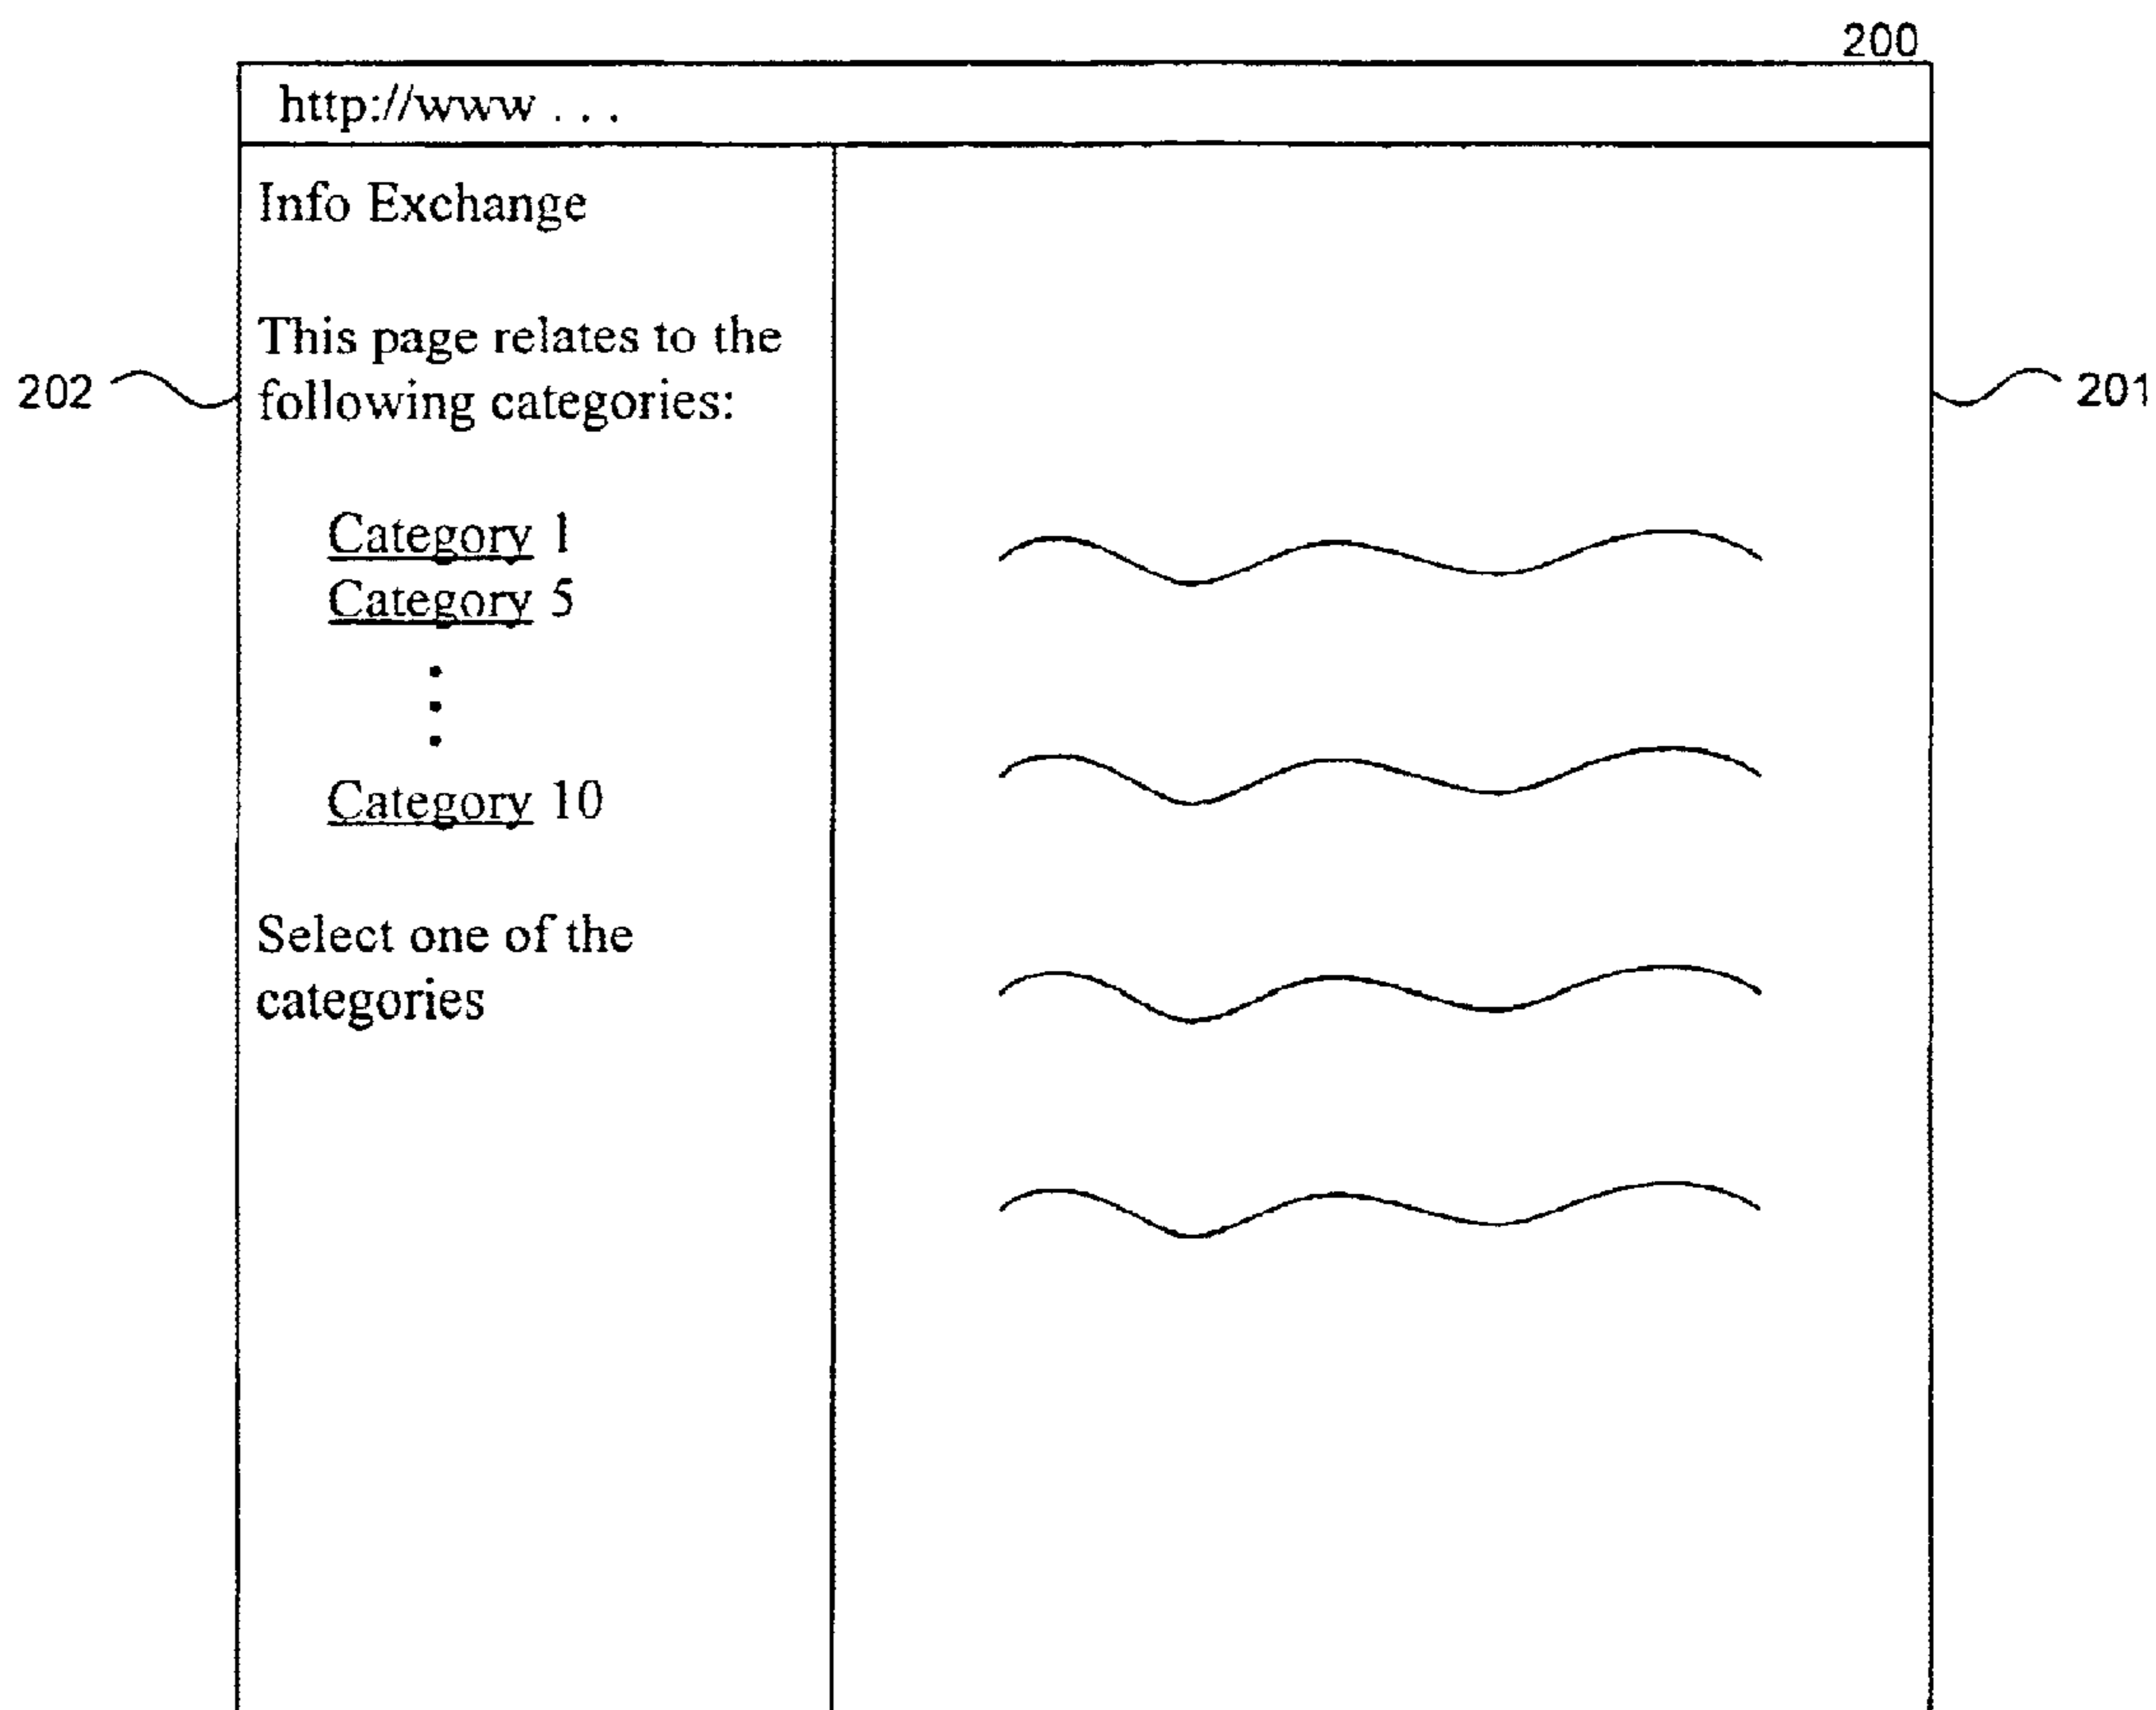 200
http://www . . .
Info Exchange
This page relates to the
following categories:
202
201
Category 1
Category 5
Category 10
Select one of the
categories